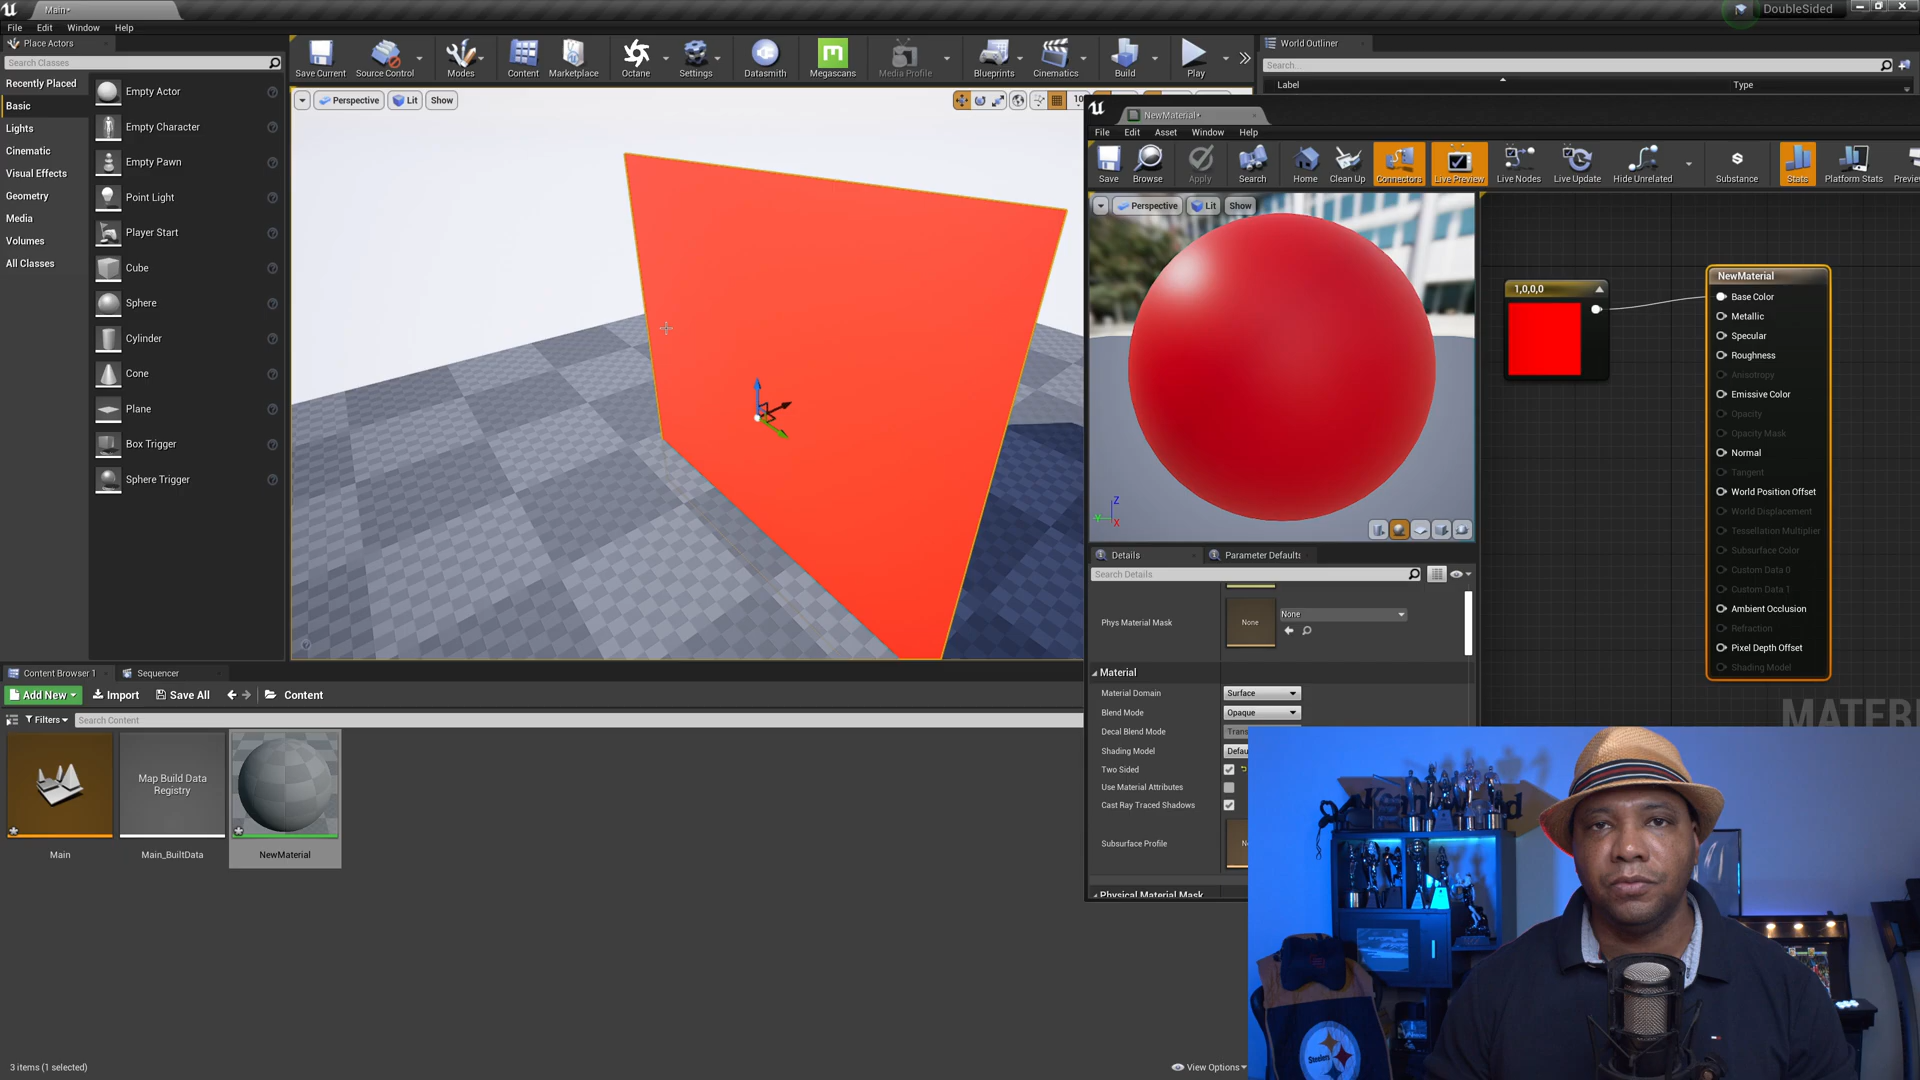 Main*
DoubleSided
File Edit Window Help
Place Actors
Search Classes
Recently Placed
Basic
Lights
Cinematic
Visual Effects
Geometry
Media
Volumes
All Classes
Empty Actor
Empty Character
Empty Pawn
Point Light
Player Start
Cube
Sphere
Cylinder
Cone
Plane
Box Trigger
Sphere Trigger
Save Current Source Control Modes Content Marketplace Octane Settings Datasmith Megascans Media Profile Blueprints Cinematics Build Play
Perspective Lit Show
World Outliner
Search...
Label Type
NewMaterial*
File Edit Asset Window Help
Save Browse Apply Search Home Clean Up Connectors Live Preview Live Nodes Live Update Hide Unrelated Substance Stats Platform Stats
Perspective Lit Show
Z
Y
X
1,0,0,0
NewMaterial
Base Color
Metallic
Specular
Roughness
Anisotropy
Emissive Color
Opacity
Opacity Mask
Normal
Tangent
World Position Offset
World Displacement
Tessellation Multiplier
Subsurface Color
Custom Data 0
Custom Data 1
Ambient Occlusion
Refraction
Pixel Depth Offset
Shading Model
Details Parameter Defaults
Search Details
Phys Material Mask None None
Material
Material Domain Surface
Blend Mode Opaque
Decal Blend Mode Trans
Shading Model Defau
Two Sided
Use Material Attributes
Cast Ray Traced Shadows
Subsurface Profile
Physical Material Mask
Content Browser 1 Sequencer
Add New Import Save All Content
Filters Search Content
Map Build Data
Registry
Main Main_BuiltData NewMaterial
3 items (1 selected)
View Options
Steelers